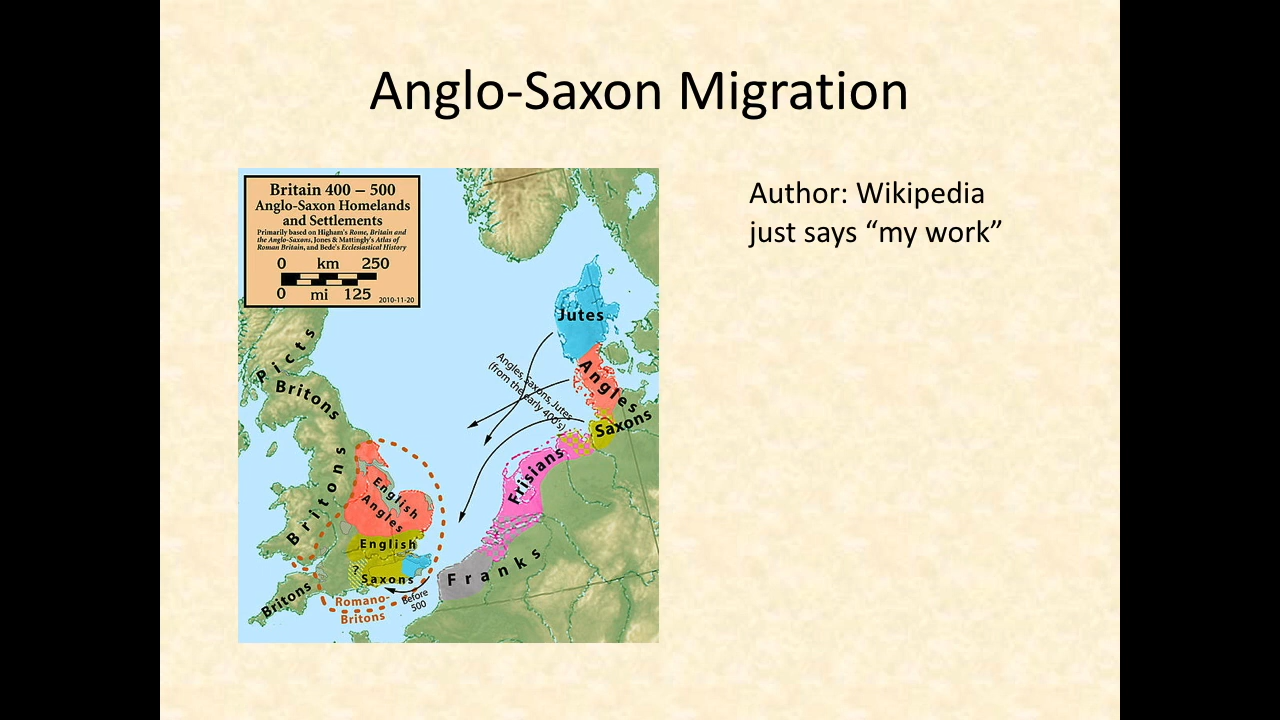 Anglo-Saxon Migration
Britain 400 – 500
Anglo-Saxon Homelands
and Settlements
Primarily based on Higham's Rome, Britain and
the Anglo-Saxons, Jones & Mattingly's Atlas of
Roman Britain, and Bede's Ecclesiastical History
0 km 250
0 mi 125
2010-11-20
Author: Wikipedia
just says “my work”
Jutes
Picts
Britons
Angles, Saxons, Jutes
(from the early 400's)
Angles
Saxons
Frisians
Britons
English
Angles
English
?
Saxons
Franks
Britons
Before
500
Romano-
Britons